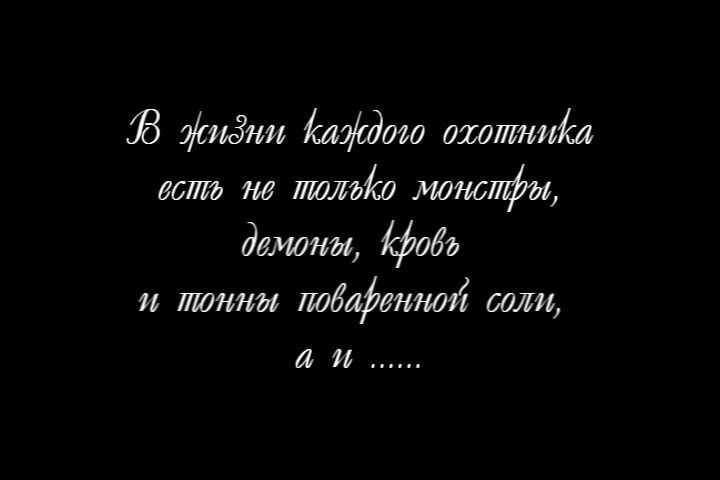 В жизни каждого охотника
есть не только монстры,
демоны, кровь
и тонны поваренной соли,
а и ......